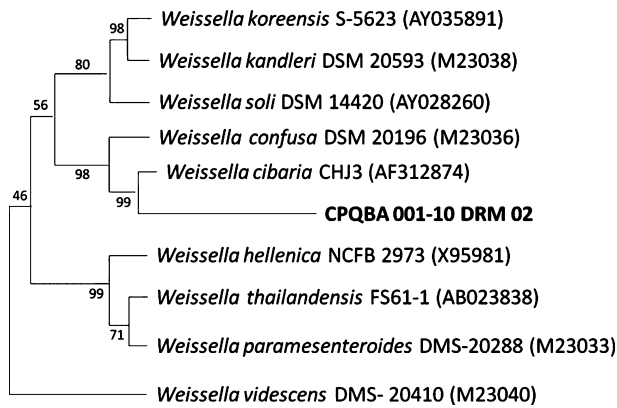 98
Weissella koreensis S-5623 (AY035891)
80
Weissella kandleri DSM 20593 (M23038)
56
Weissella soli DSM 14420 (AY028260)
Weissella confusa DSM 20196 (M23036)
98
Weissella cibaria CHJ3 (AF312874)
46
99
CPQBA 001-10 DRM 02
Weissella hellenica NCFB 2973 (X95981)
99
Weissella thailandensis FS61-1 (AB023838)
71
Weissella paramesenteroides DMS-20288 (M23033)
Weissella videscens DMS- 20410 (M23040)